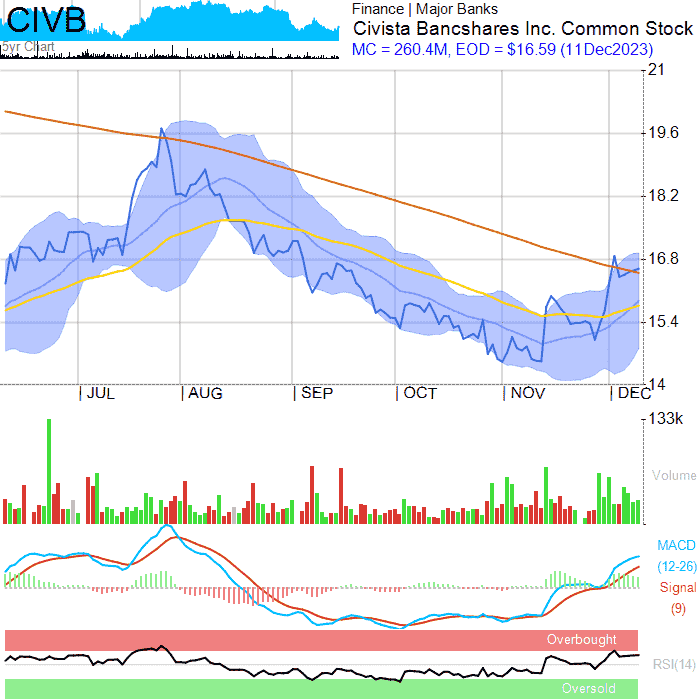 CIVB
5yr Chart
Finance | Major Banks
Civista Bancshares Inc. Common Stock
MC = 260.4M, EOD = $16.59 (11Dec2023)
21
19.6
18.2
16.8
15.4
14
JUL AUG SEP OCT NOV DEC
133k
Volume
MACD
(12-26)
Signal
(9)
Overbought
RSI(14)
Oversold